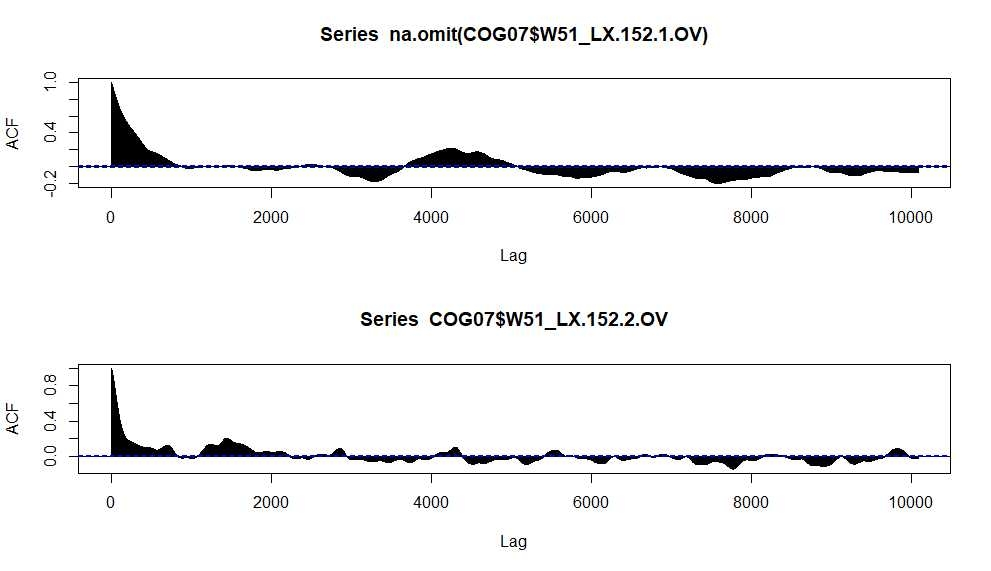 Series na.omit(COG07$W51_LX.152.1.OV)
1.0
0.4
-0.2
ACF
0 2000 4000 6000 8000 10000
Lag
Series COG07$W51_LX.152.2.OV
0.8
0.4
0.0
ACF
0 2000 4000 6000 8000 10000
Lag